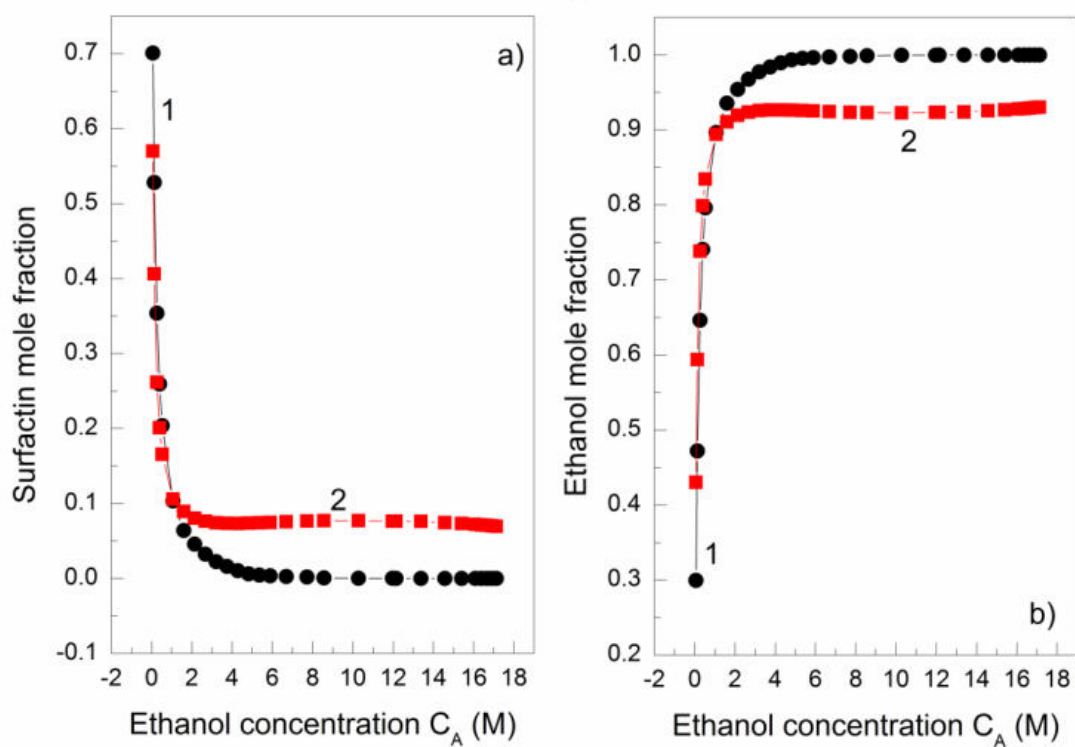 a)
1
2
0.7
0.6
0.5
0.4
0.3
0.2
0.1
0.0
-0.1
-2 0 2 4 6 8 10 12 14 16 18
Surfactin mole fraction
Ethanol concentration C_A (M)
1.0
0.9
0.8
0.7
0.6
0.5
0.4
0.3
0.2
2
1
b)
-2 0 2 4 6 8 10 12 14 16 18
Ethanol mole fraction
Ethanol concentration C_A (M)